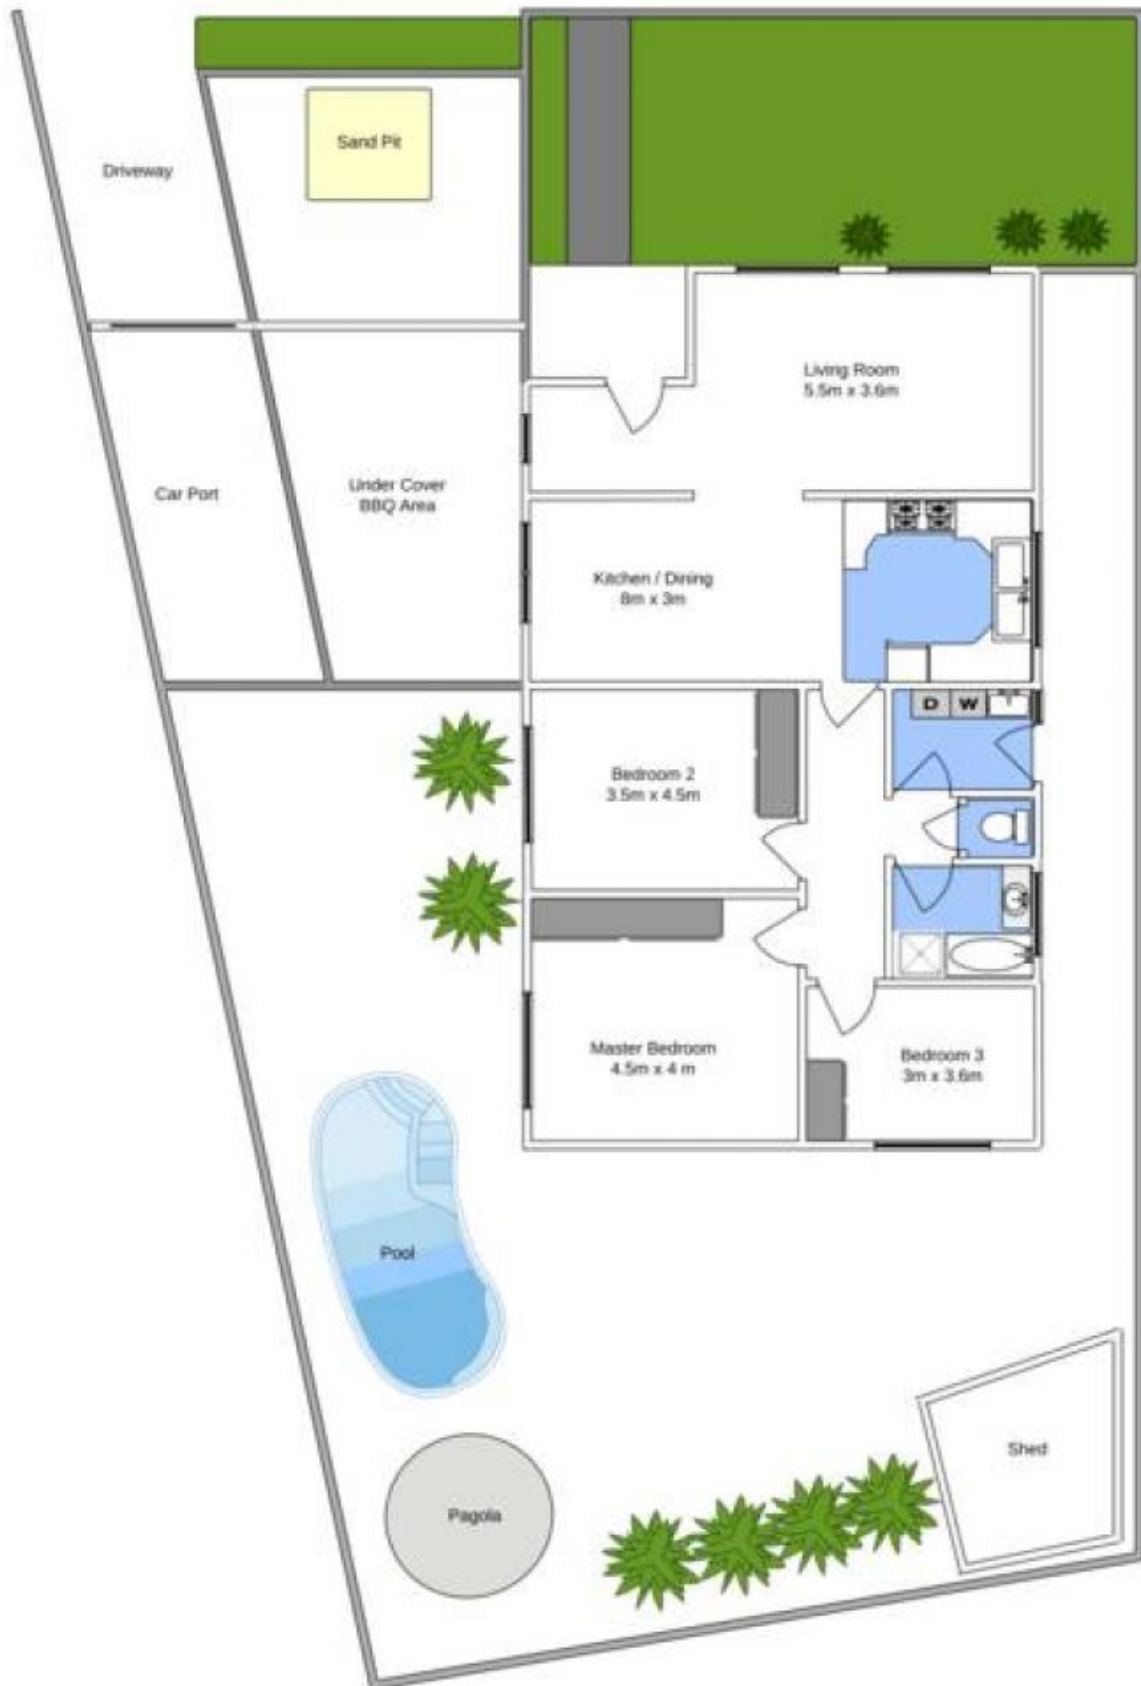 Sand Pit
Driveway
Living Room
5.5m x 3.6m
Car Port
Under Cover
BBQ Area
Kitchen / Dining
6m x 3m
D W
Bedroom 2
3.5m x 4.5m
Master Bedroom
4.5m x 4 m
Bedroom 3
3m x 3.6m
Pool
Shed
Pagola